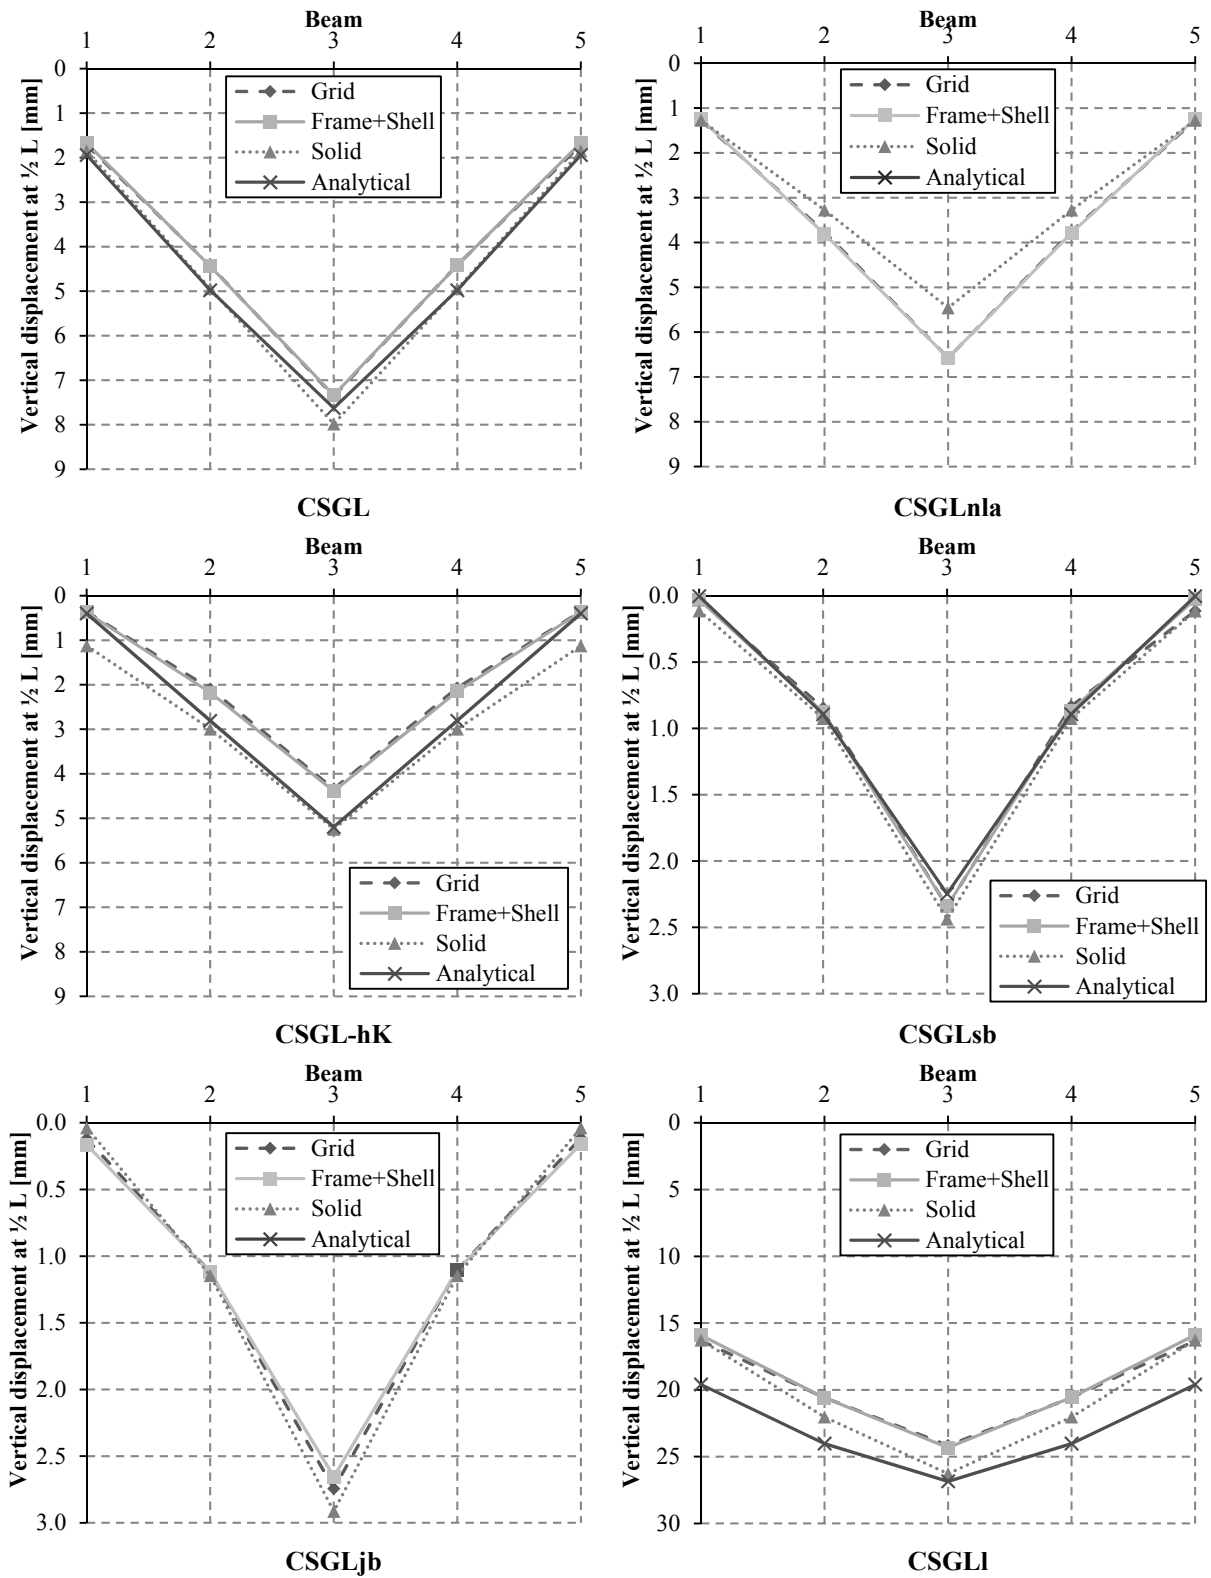 Beam
1 2 3 4 5
0
1
2
3
4
5
6
7
8
9
Vertical displacement at ½ L [mm]
Grid
Frame+Shell
Solid
Analytical
CSGL
Beam
1 2 3 4 5
0
1
2
3
4
5
6
7
8
9
Vertical displacement at ½ L [mm]
Grid
Frame+Shell
Solid
Analytical
CSGLnla
Beam
1 2 3 4 5
0
1
2
3
4
5
6
7
8
9
Vertical displacement at ½ L [mm]
Grid
Frame+Shell
Solid
Analytical
CSGL-hK
Beam
1 2 3 4 5
0.0
0.5
1.0
1.5
2.0
2.5
3.0
Vertical displacement at ½ L [mm]
Grid
Frame+Shell
Solid
Analytical
CSGLsb
Beam
1 2 3 4 5
0.0
0.5
1.0
1.5
2.0
2.5
3.0
Vertical displacement at ½ L [mm]
Grid
Frame+Shell
Solid
Analytical
CSGLjb
Beam
1 2 3 4 5
0
5
10
15
20
25
30
Vertical displacement at ½ L [mm]
Grid
Frame+Shell
Solid
Analytical
CSGLl